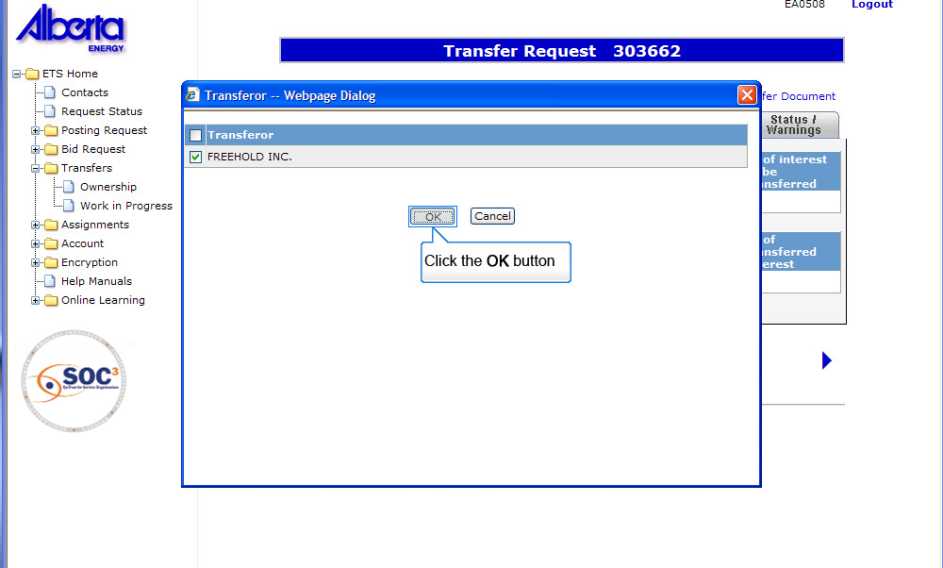 EA0508 Logout
Alberta
ENERGY
Transfer Request 303662
ETS Home
Contacts
Request Status
Posting Request
Bid Request
Transfers
Ownership
Work in Progress
Assignments
Account
Encryption
Help Manuals
Online Learning
SOC3
Transferor -- Webpage Dialog
Transferor
FREEHOLD INC.
OK Cancel
Click the OK button
fer Document
Status /
Warnings
of interest
be
nsferred
of
nsferred
erest